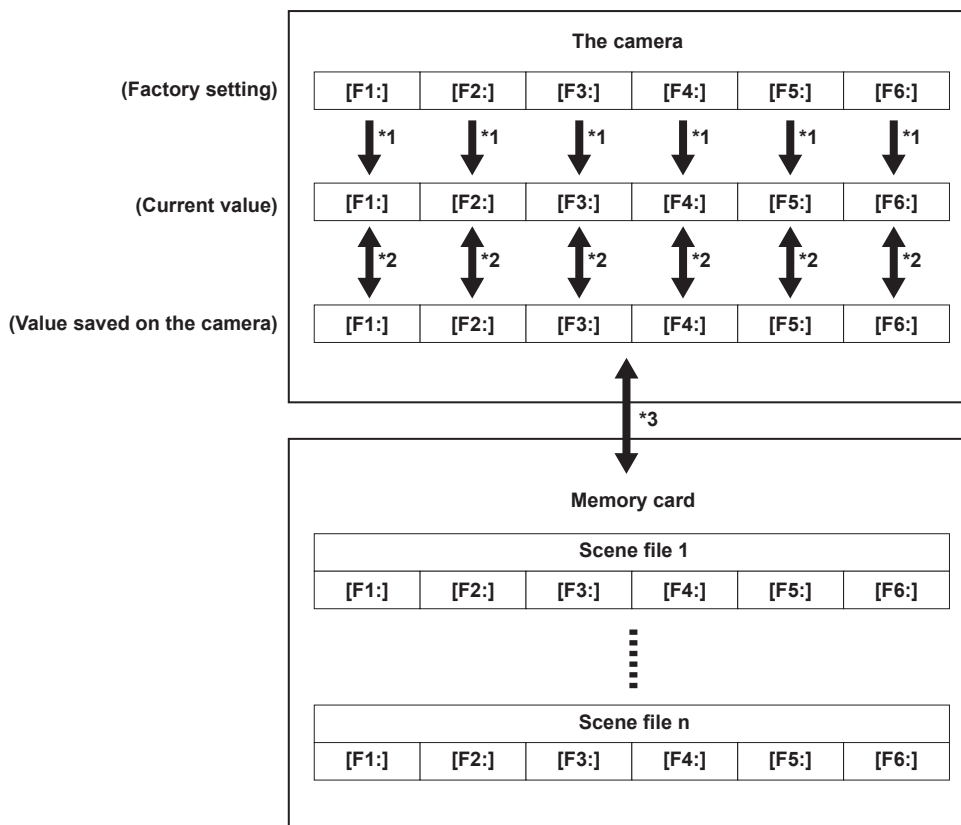 The camera
(Factory setting) [F1:] [F2:] [F3:] [F4:] [F5:] [F6:]
*1 *1 *1 *1 *1 *1
(Current value) [F1:] [F2:] [F3:] [F4:] [F5:] [F6:]
*2 *2 *2 *2 *2 *2
(Value saved on the camera) [F1:] [F2:] [F3:] [F4:] [F5:] [F6:]
*3
Memory card
Scene file 1
[F1:] [F2:] [F3:] [F4:] [F5:] [F6:]
Scene file n
[F1:] [F2:] [F3:] [F4:] [F5:] [F6:]